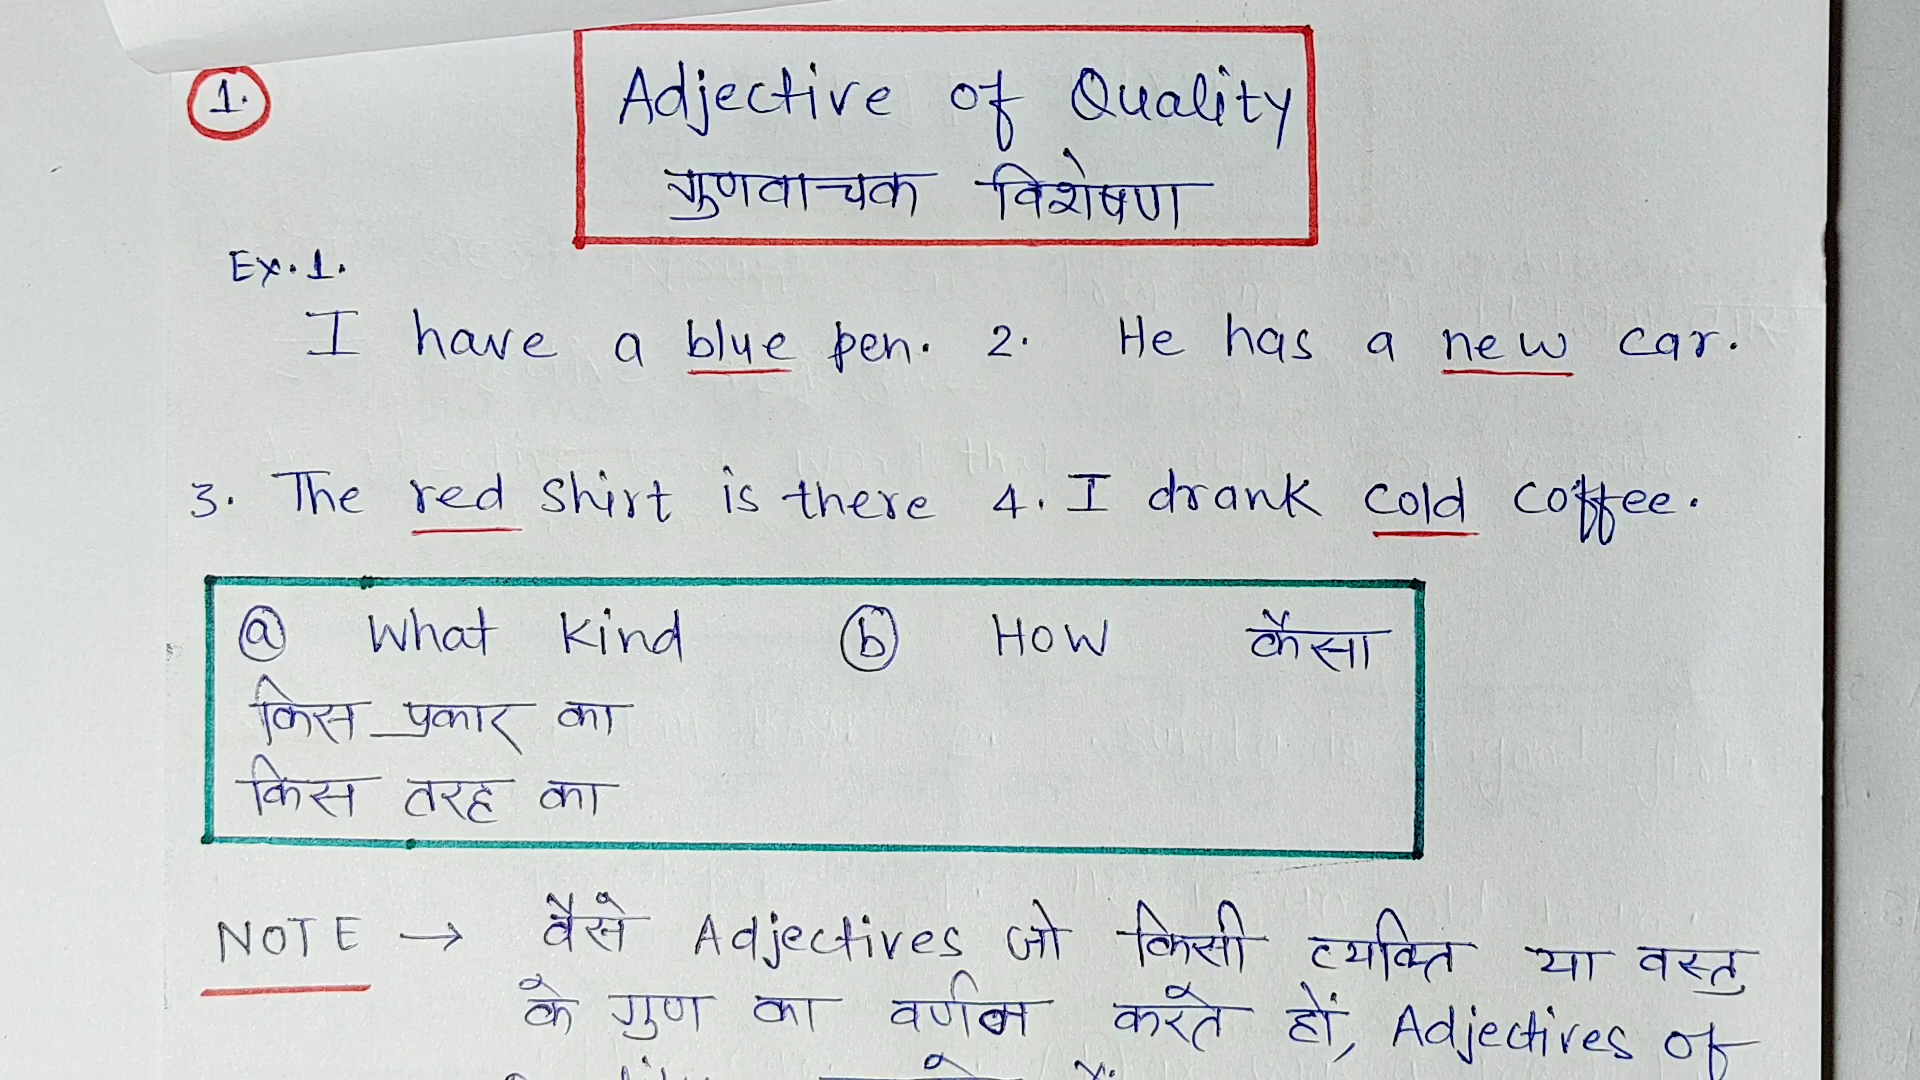 1.
Adjective of Quality
गुणवाचक विशेषण
Ex. 1.
I have a blue pen. 2. He has a new car.
3. The red shirt is there 4. I drank cold coffee.
(a) What kind (b) How कैसा
किस प्रकार का
किस तरह का
NOTE → वैसे Adjectives जो किसी व्यक्ति या वस्तु
के गुण का वर्णन करते हों, Adjectives of